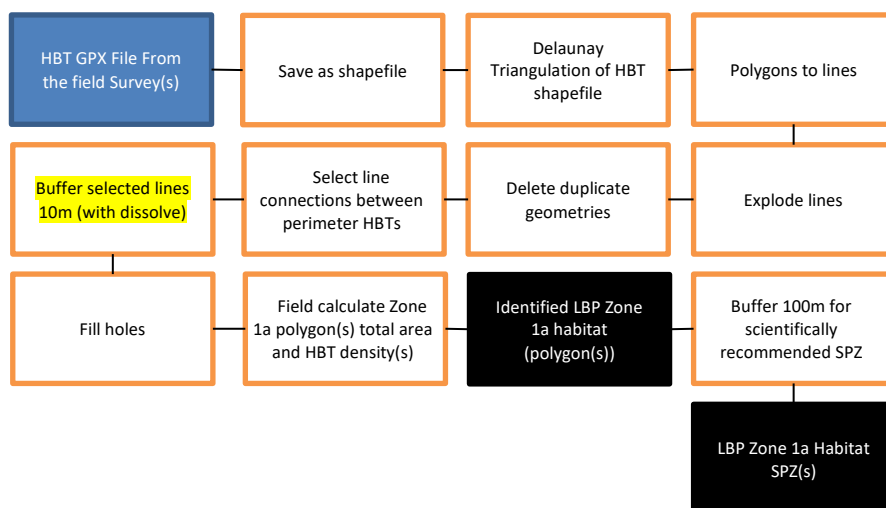 HBT GPX File From
the field Survey(s)
Save as shapefile
Delaunay
Triangulation of HBT
shapefile
Polygons to lines
Buffer selected lines
10m (with dissolve)
Select line
connections between
perimeter HBTs
Delete duplicate
geometries
Explode lines
Fill holes
Field calculate Zone
1a polygon(s) total area
and HBT density(s)
Identified LBP Zone
1a habitat
(polygon(s))
Buffer 100m for
scientifically
recommended SPZ
LBP Zone 1a Habitat
SPZ(s)